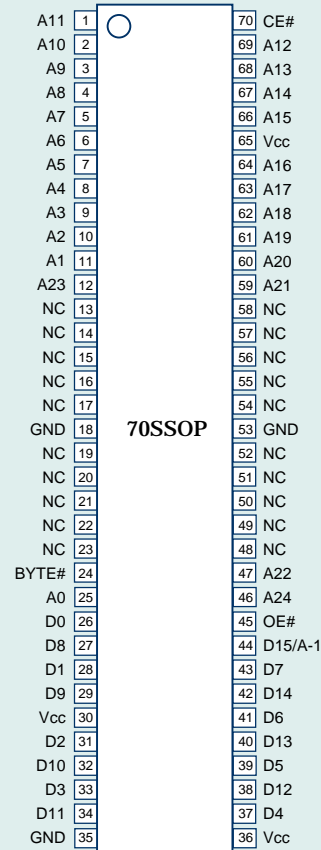 A11 1 70 CE#
A10 2 69 A12
A9 3 68 A13
A8 4 67 A14
A7 5 66 A15
A6 6 65 Vcc
A5 7 64 A16
A4 8 63 A17
A3 9 62 A18
A2 10 61 A19
A1 11 60 A20
A23 12 59 A21
NC 13 58 NC
NC 14 57 NC
NC 15 56 NC
NC 16 55 NC
NC 17 54 NC
GND 18 70SSOP 53 GND
NC 19 52 NC
NC 20 51 NC
NC 21 50 NC
NC 22 49 NC
NC 23 48 NC
BYTE# 24 47 A22
A0 25 46 A24
D0 26 45 OE#
D8 27 44 D15/A-1
D1 28 43 D7
D9 29 42 D14
Vcc 30 41 D6
D2 31 40 D13
D10 32 39 D5
D3 33 38 D12
D11 34 37 D4
GND 35 36 Vcc